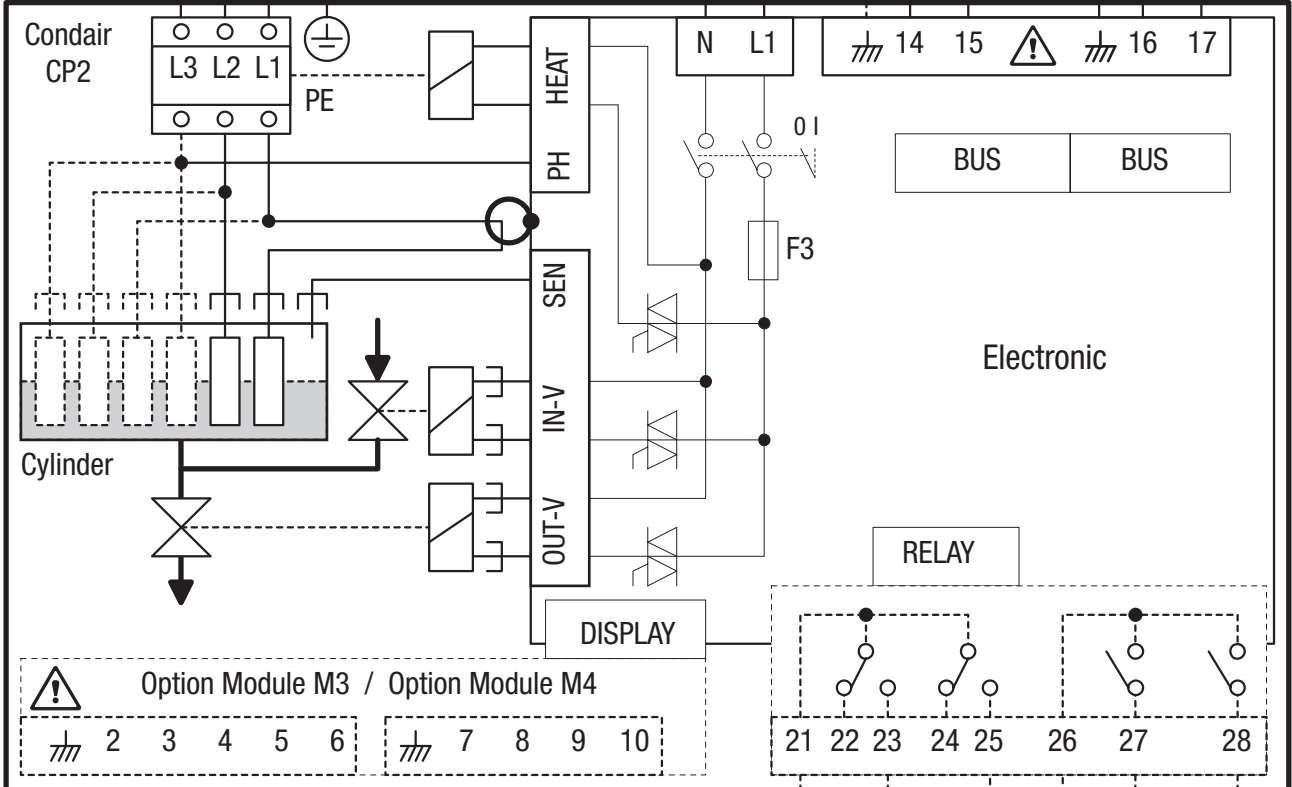 Condair
CP2
L3 L2 L1
PE
HEAT
PH
N L1
14 15 16 17
0 I
BUS BUS
F3
SEN
IN-V
OUT-V
Electronic
Cylinder
RELAY
DISPLAY
Option Module M3 / Option Module M4
2 3 4 5 6 7 8 9 10
21 22 23 24 25 26 27 28